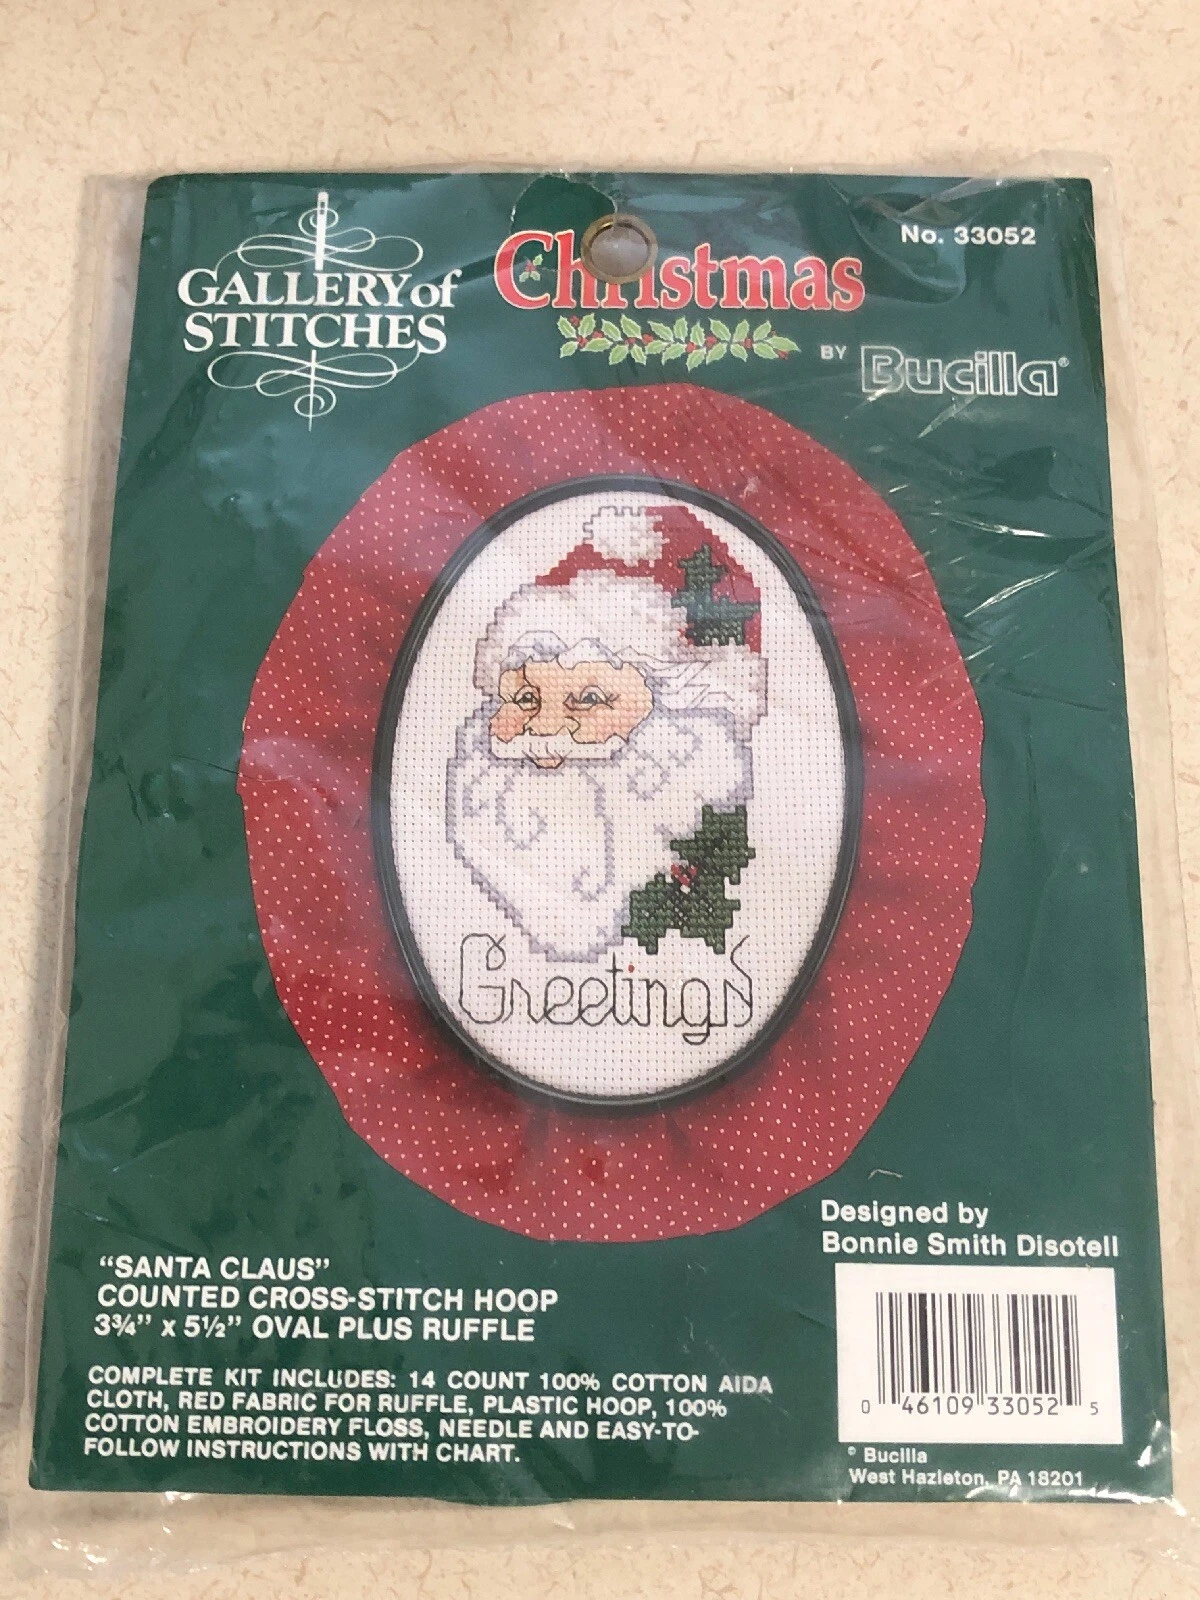 GALLERY of
STITCHES
Christmas
BY Bucilla®
No. 33052
Greetings
Designed by
Bonnie Smith Disotell
"SANTA CLAUS"
COUNTED CROSS-STITCH HOOP
3¾" x 5½" OVAL PLUS RUFFLE
COMPLETE KIT INCLUDES: 14 COUNT 100% COTTON AIDA
CLOTH, RED FABRIC FOR RUFFLE, PLASTIC HOOP, 100%
COTTON EMBROIDERY FLOSS, NEEDLE AND EASY-TO-
FOLLOW INSTRUCTIONS WITH CHART.
0 46109 33052 5
© Bucilla
West Hazleton, PA 18201